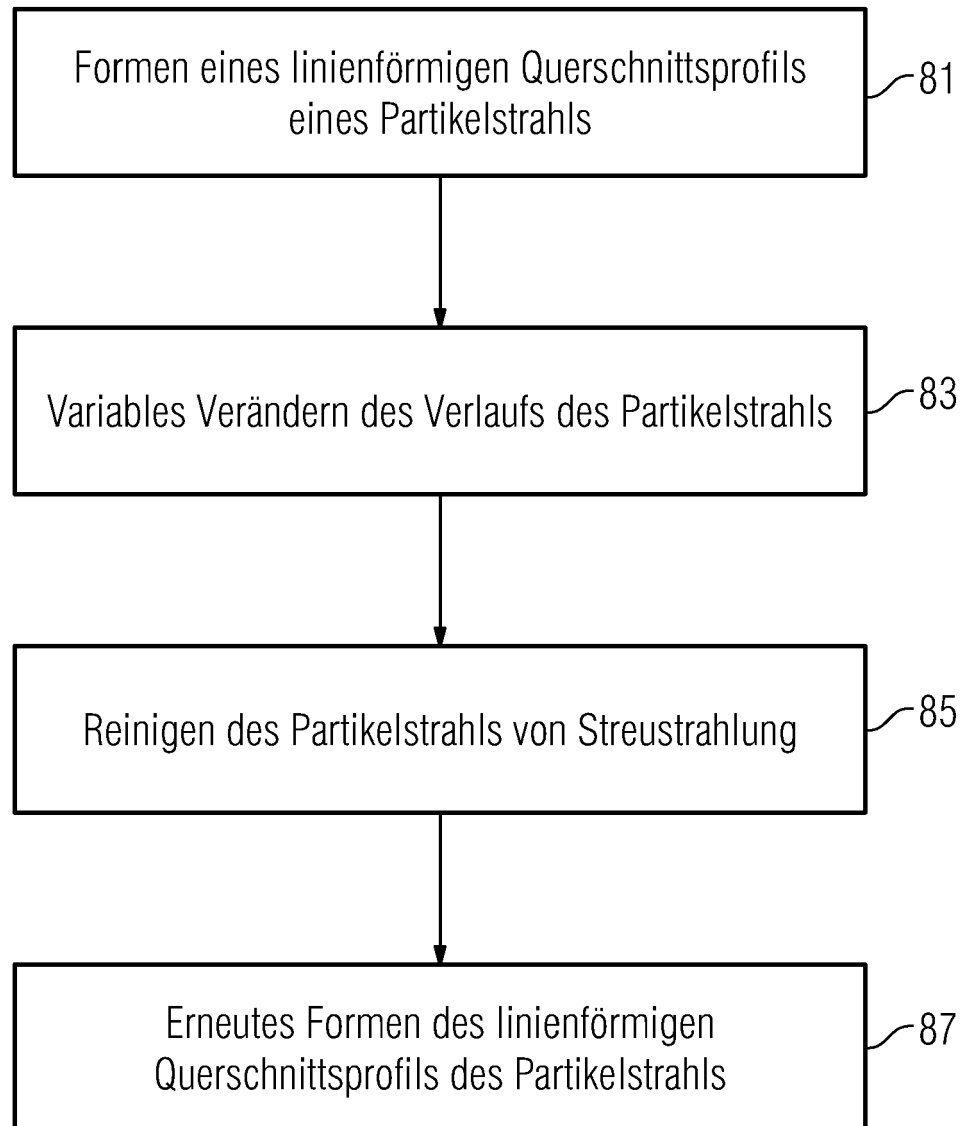 Formen eines linienförmigen Querschnittsprofils
eines Partikelstrahls
81
Variables Verändern des Verlaufs des Partikelstrahls
83
Reinigen des Partikelstrahls von Streustrahlung
85
Erneutes Formen des linienförmigen
Querschnittsprofils des Partikelstrahls
87